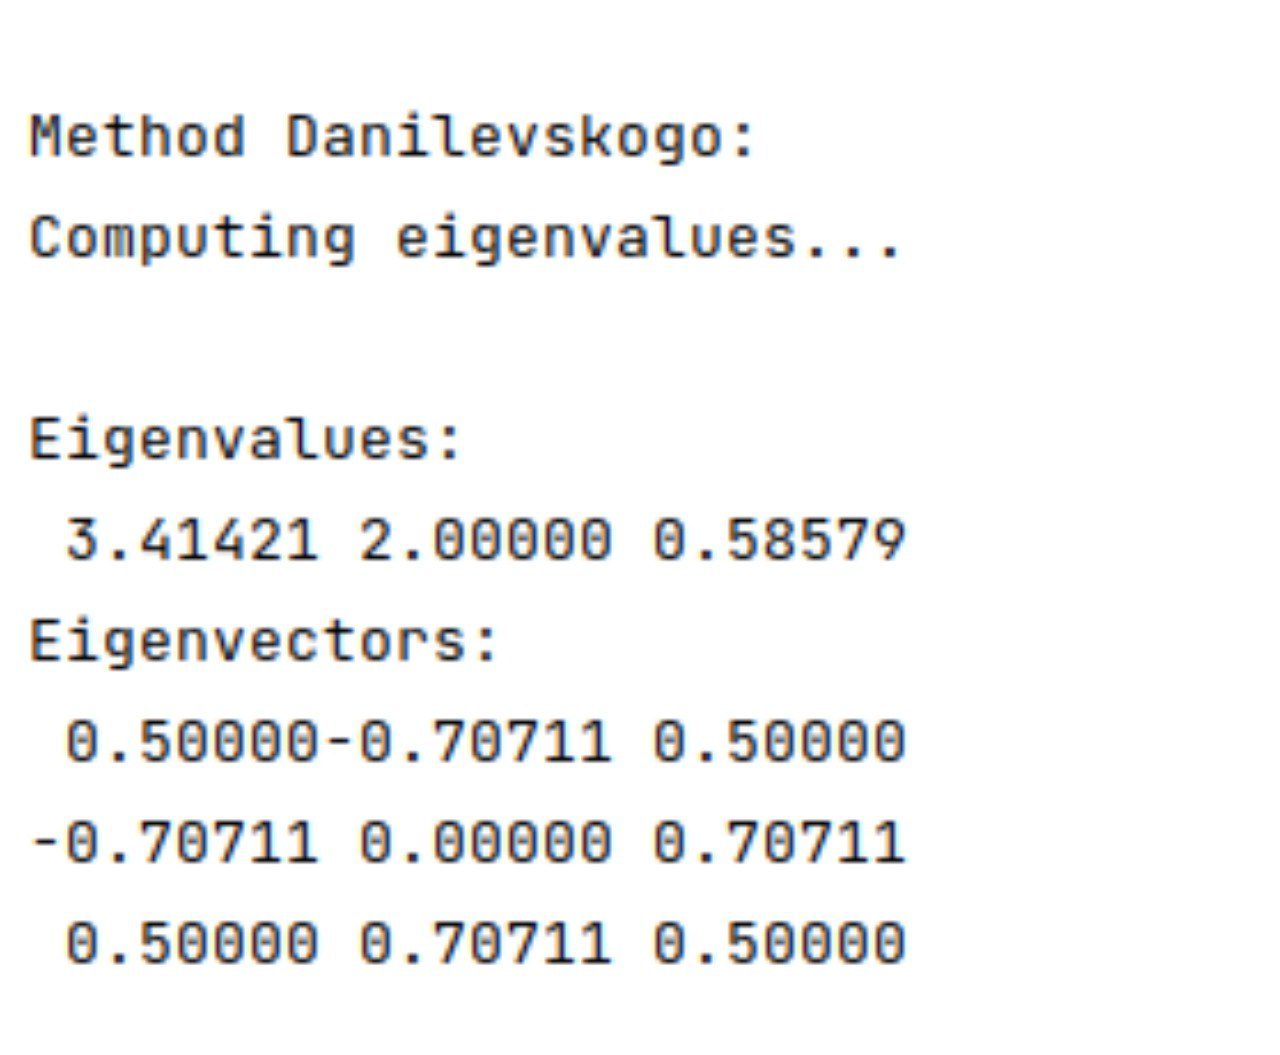 Method Danilevskogo:
Computing eigenvalues...
Eigenvalues:
3.41421 2.00000 0.58579
Eigenvectors:
0.50000-0.70711 0.50000
-0.70711 0.00000 0.70711
0.50000 0.70711 0.50000